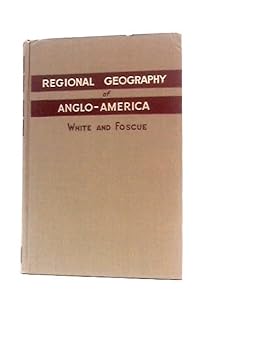 REGIONAL GEOGRAPHY
of
ANGLO-AMERICA
WHITE AND FOSCUE